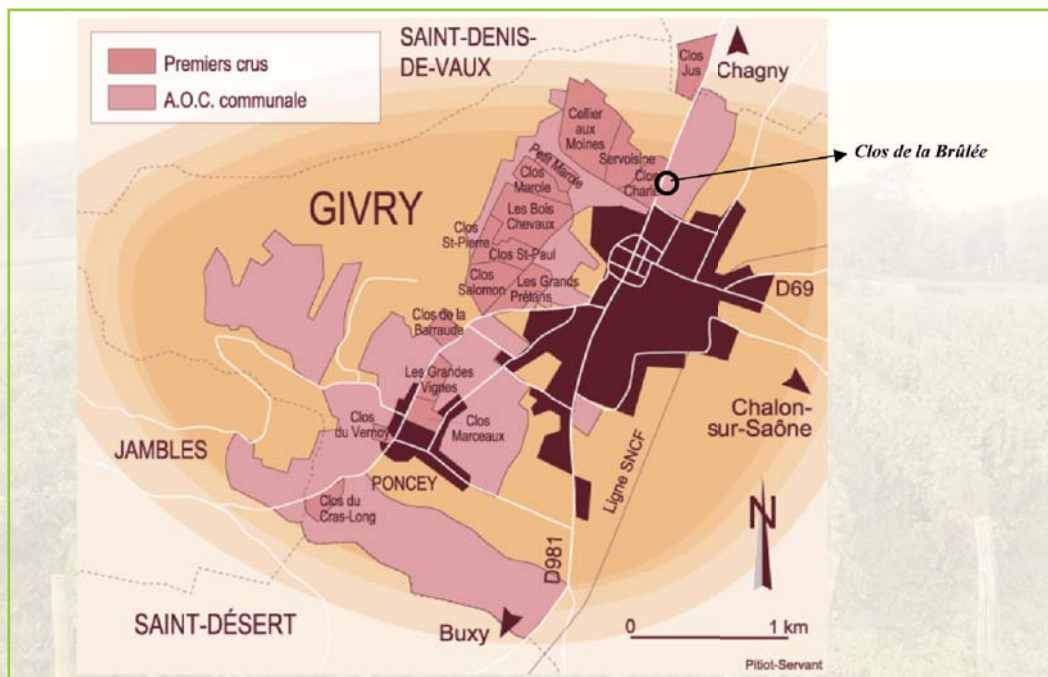 Premiers crus
A.O.C. communale
SAINT-DENIS-
DE-VAUX
Clos
Jus
Chagny
Cellier
aux
Moines
Clos de la Brûlée
Servoisine
Petit Marole
Clos
Charlé
Clos
Marole
GIVRY
Les Bois
Chevaux
Clos
St-Pierre
Clos St-Paul
Clos
Salomon
Les Grands
Prétans
D69
Clos de la
Barraude
Les Grandes
Vignes
Chalon-
sur-Saône
Clos
du Vernoy
Clos
Marceaux
JAMBLES
PONCEY
Ligne SNCF
Clos du
Cras-Long
N
D981
SAINT-DÉSERT
Buxy
0
1 km
Pitiot-Servant